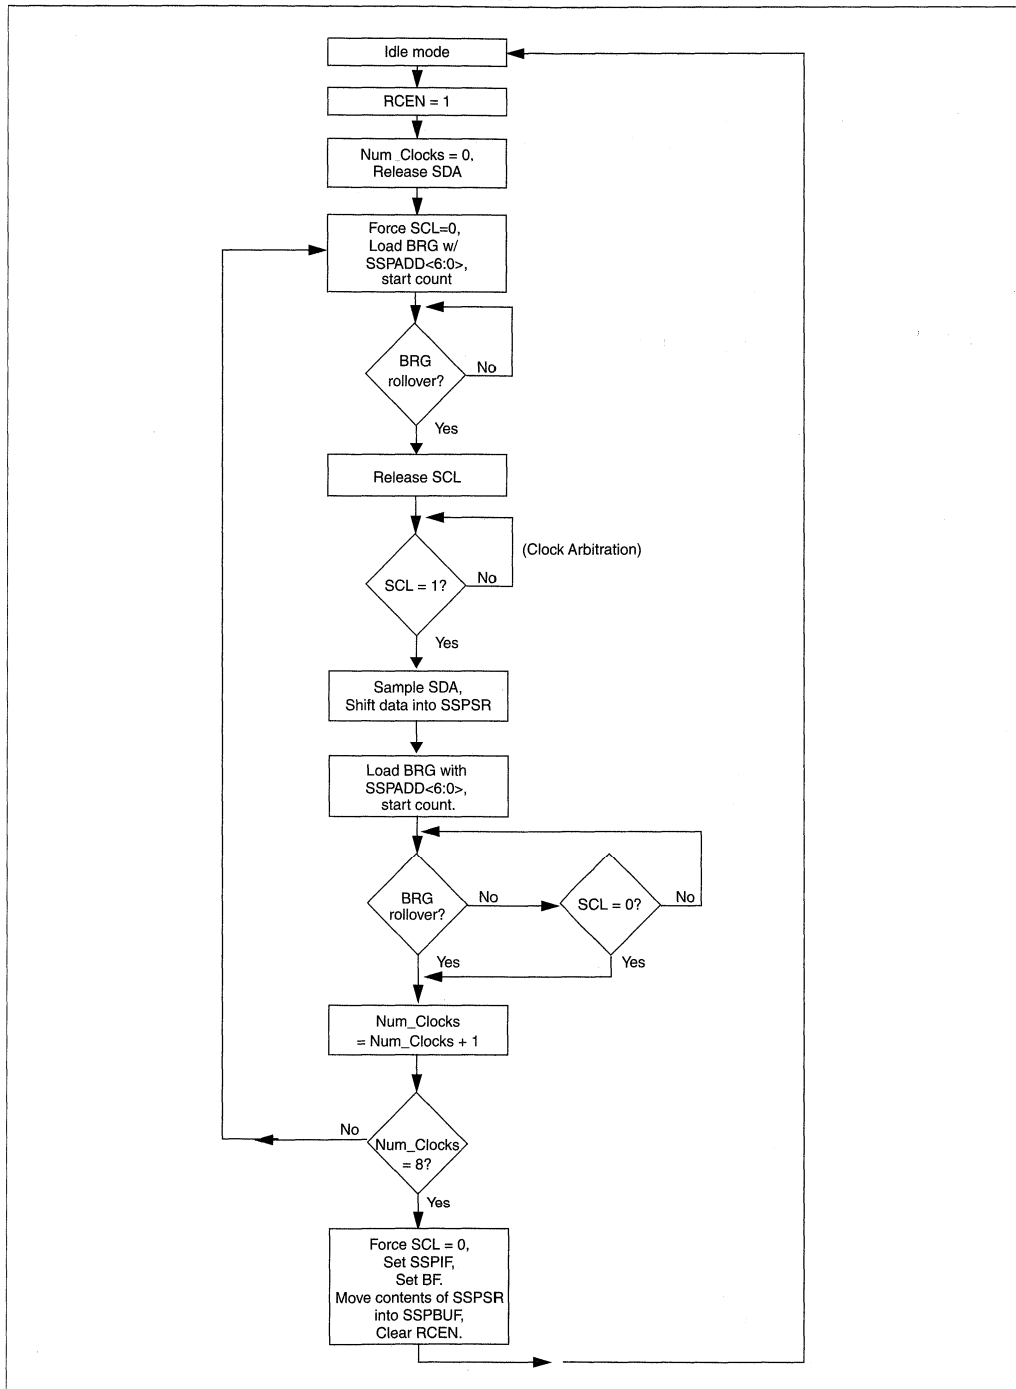 Idle mode
RCEN = 1
Num_Clocks = 0,
Release SDA
Force SCL=0,
Load BRG w/
SSPADD<6:0>,
start count
BRG
rollover?
No
Yes
Release SCL
(Clock Arbitration)
SCL = 1?
No
Yes
Sample SDA,
Shift data into SSPSR
Load BRG with
SSPADD<6:0>,
start count.
BRG
rollover?
No
SCL = 0?
No
Yes
Yes
Num_Clocks
= Num_Clocks + 1
No
Num_Clocks
= 8?
Yes
Force SCL = 0,
Set SSPIF,
Set BF.
Move contents of SSPSR
into SSPBUF,
Clear RCEN.